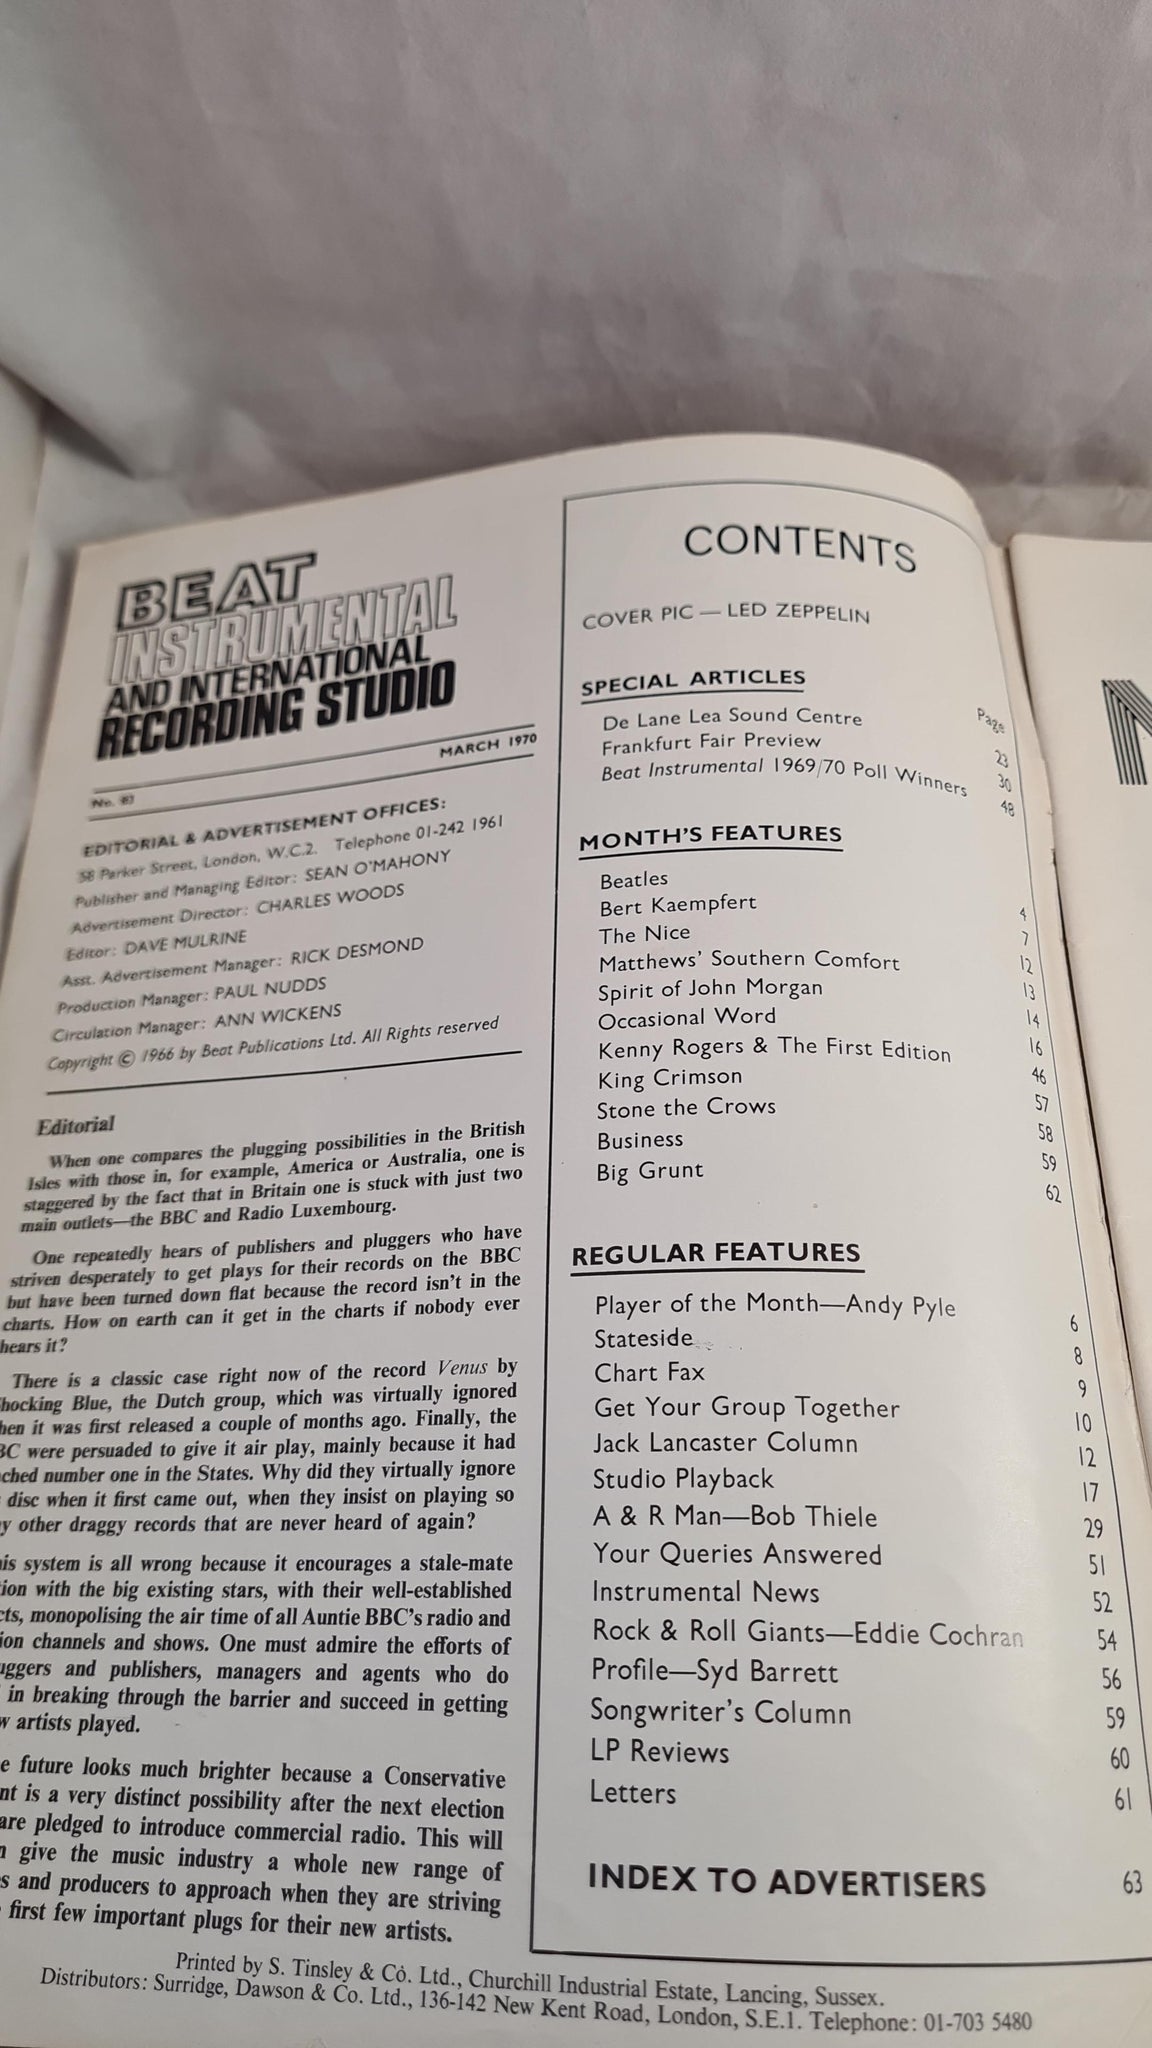 BEAT
INSTRUMENTAL
AND INTERNATIONAL
RECORDING STUDIO
No.
MARCH 1970
EDITORIAL & ADVERTISEMENT OFFICES:
58 Parker Street, London, W.C.2. Telephone 01-242 1961
Publisher and Managing Editor: SEAN O'MAHONY
Advertisement Director: CHARLES WOODS
Editor: DAVE MULRINE
Asst. Advertisement Manager: RICK DESMOND
Production Manager: PAUL NUDDS
Circulation Manager: ANN WICKENS
Copyright © 1966 by Beat Publications Ltd. All Rights reserved
Editorial
When one compares the plugging possibilities in the British
Isles with those in, for example, America or Australia, one is
staggered by the fact that in Britain one is stuck with just two
main outlets—the BBC and Radio Luxembourg.
One repeatedly hears of publishers and pluggers who have
striven desperately to get plays for their records on the BBC
but have been turned down flat because the record isn't in the
charts. How on earth can it get in the charts if nobody ever
hears it?
There is a classic case right now of the record Venus by
hocking Blue, the Dutch group, which was virtually ignored
hen it was first released a couple of months ago. Finally, the
BC were persuaded to give it air play, mainly because it had
ched number one in the States. Why did they virtually ignore
disc when it first came out, when they insist on playing so
y other draggy records that are never heard of again?
is system is all wrong because it encourages a stale-mate
ion with the big existing stars, with their well-established
cts, monopolising the air time of all Auntie BBC's radio and
ion channels and shows. One must admire the efforts of
uggers and publishers, managers and agents who do
in breaking through the barrier and succeed in getting
w artists played.
e future looks much brighter because a Conservative
nt is a very distinct possibility after the next election
are pledged to introduce commercial radio. This will
n give the music industry a whole new range of
s and producers to approach when they are striving
first few important plugs for their new artists.
CONTENTS
COVER PIC — LED ZEPPELIN
SPECIAL ARTICLES
Page
De Lane Lea Sound Centre 23
Frankfurt Fair Preview 30
Beat Instrumental 1969/70 Poll Winners 48
MONTH'S FEATURES
Beatles 4
Bert Kaempfert 7
The Nice 12
Matthews' Southern Comfort 13
Spirit of John Morgan 14
Occasional Word 16
Kenny Rogers & The First Edition 46
King Crimson 57
Stone the Crows 58
Business 59
Big Grunt 62
REGULAR FEATURES
Player of the Month—Andy Pyle 6
Stateside 8
Chart Fax 9
Get Your Group Together 10
Jack Lancaster Column 12
Studio Playback 17
A & R Man—Bob Thiele 29
Your Queries Answered 51
Instrumental News 52
Rock & Roll Giants—Eddie Cochran 54
Profile—Syd Barrett 56
Songwriter's Column 59
LP Reviews 60
Letters 61
INDEX TO ADVERTISERS 63
Printed by S. Tinsley & Co. Ltd., Churchill Industrial Estate, Lancing, Sussex.
Distributors: Surridge, Dawson & Co. Ltd., 136-142 New Kent Road, London, S.E.1. Telephone: 01-703 5480